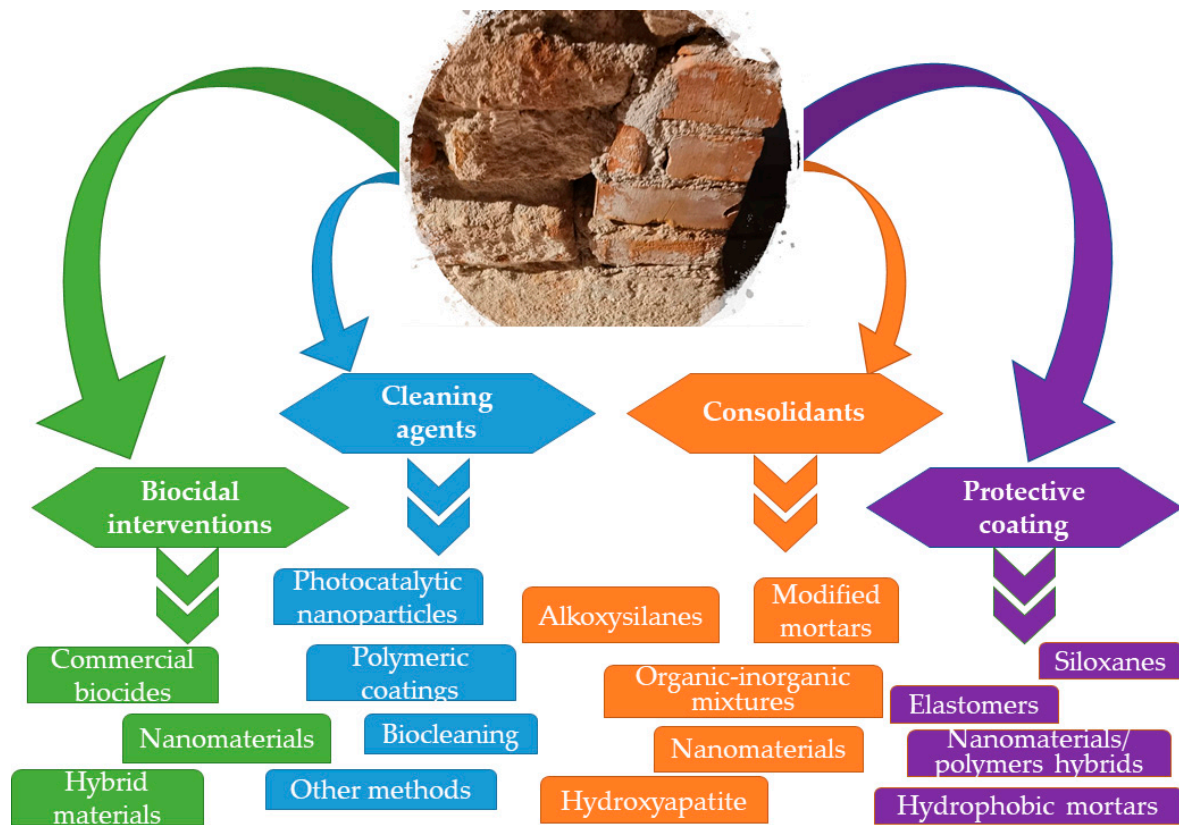 Biocidal
interventions
Commercial
biocides
Nanomaterials
Hybrid
materials
Cleaning
agents
Photocatalytic
nanoparticles
Polymeric
coatings
Biocleaning
Other methods
Consolidants
Alkoxysilanes
Modified
mortars
Organic-inorganic
mixtures
Nanomaterials
Hydroxyapatite
Protective
coating
Siloxanes
Elastomers
Nanomaterials/
polymers hybrids
Hydrophobic mortars